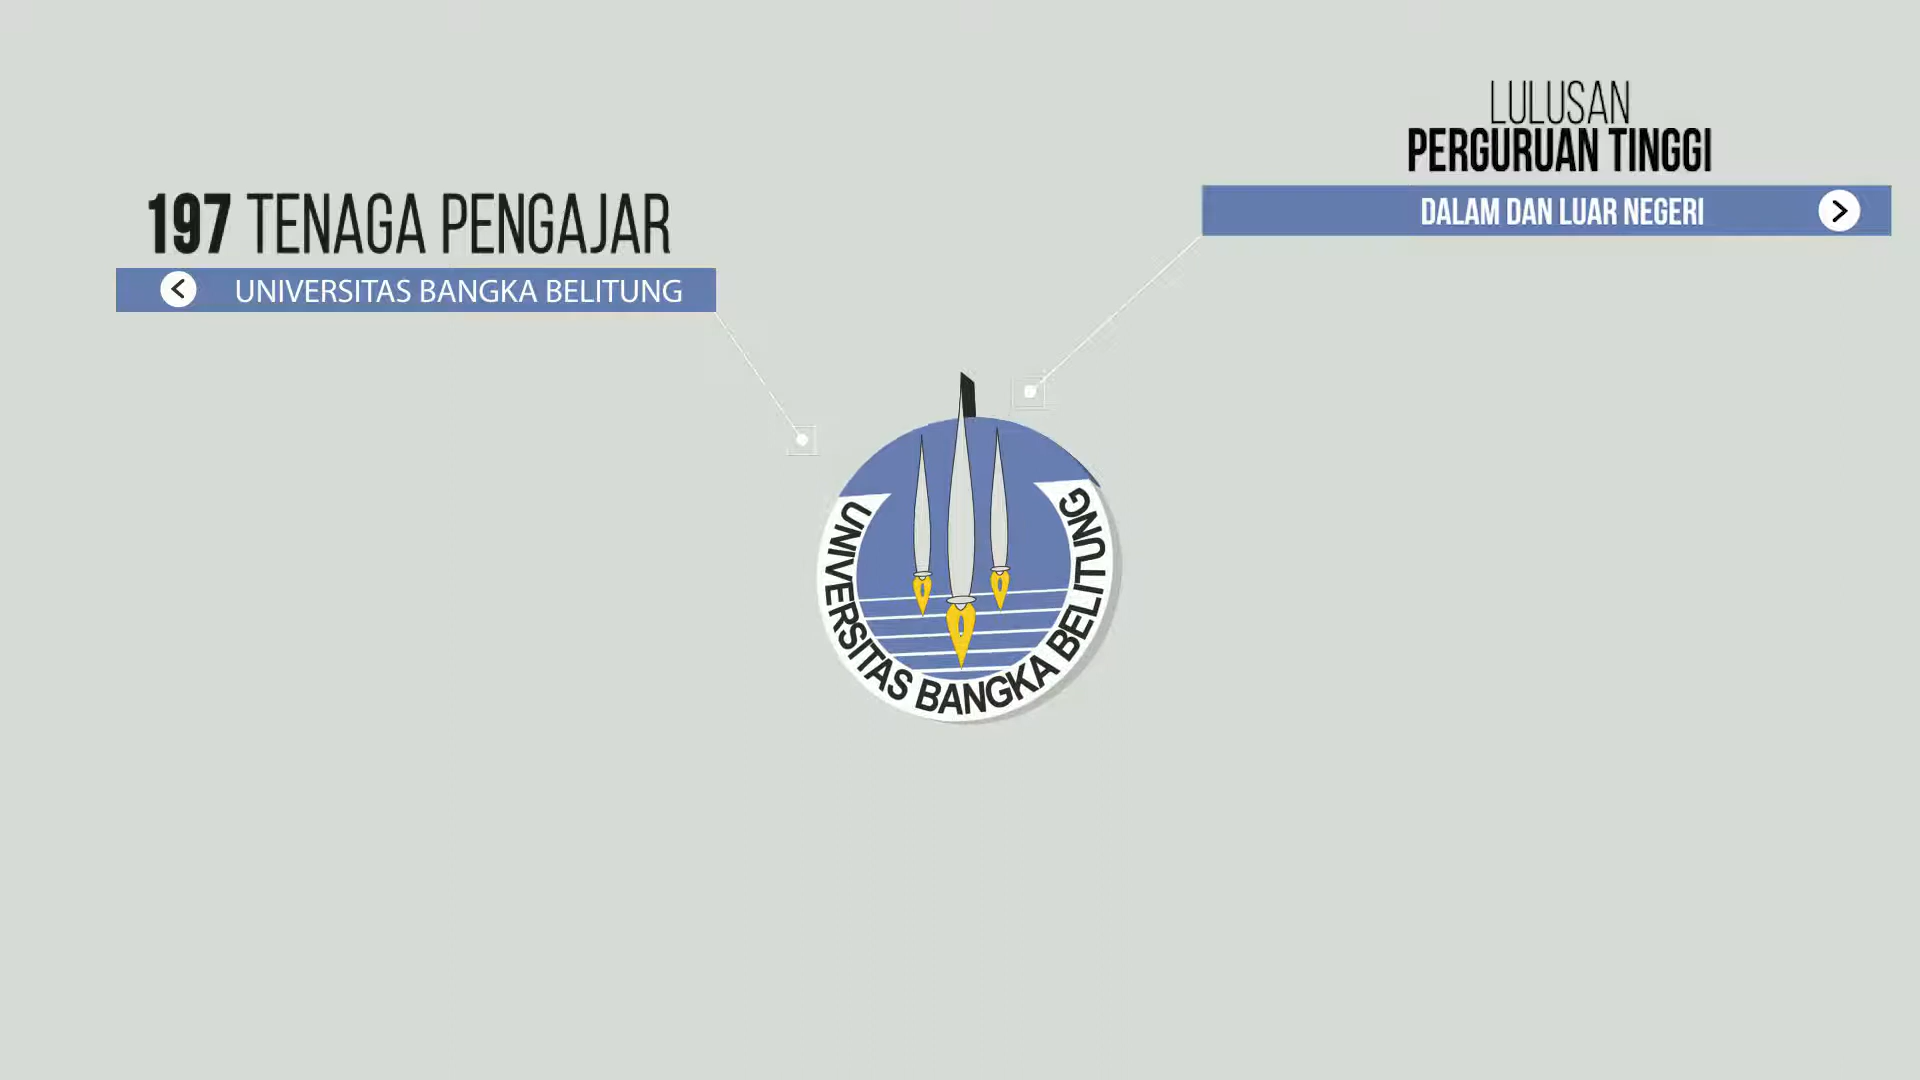 197 TENAGA PENGAJAR
UNIVERSITAS BANGKA BELITUNG
LULUSAN
PERGURUAN TINGGI
DALAM DAN LUAR NEGERI
UNIVERSITAS BANGKA BELITUNG